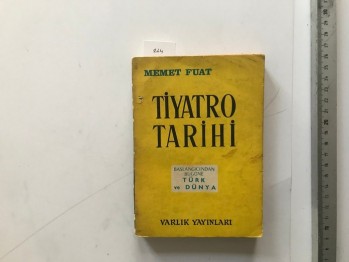 MEMET FUAT
TİYATRO
TARİHİ
BAŞLANGICINDAN
BUGÜNE
TÜRK
ve DÜNYA
VARLIK YAYINLARI